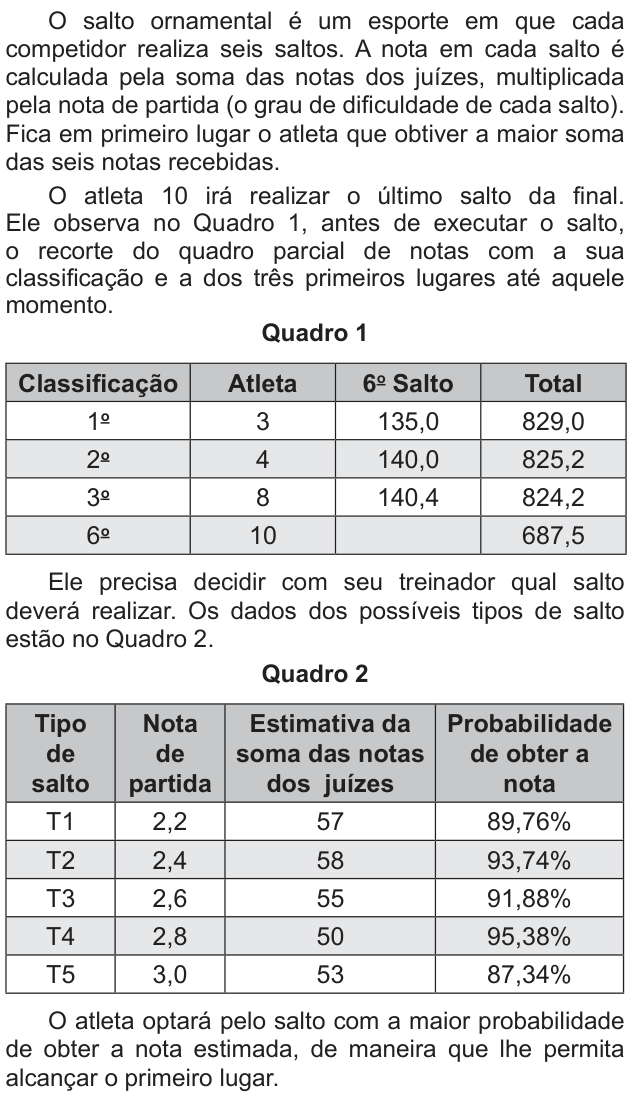 O salto ornamental é um esporte em que cada
competidor realiza seis saltos. A nota em cada salto é
calculada pela soma das notas dos juízes, multiplicada
pela nota de partida (o grau de dificuldade de cada salto).
Fica em primeiro lugar o atleta que obtiver a maior soma
das seis notas recebidas.
O atleta 10 irá realizar o último salto da final.
Ele observa no Quadro 1, antes de executar o salto,
o recorte do quadro parcial de notas com a sua
classificação e a dos três primeiros lugares até aquele
momento.
Quadro 1
Classificação Atleta 6º Salto Total
1º 3 135,0 829,0
2º 4 140,0 825,2
3º 8 140,4 824,2
6º 10 687,5
Ele precisa decidir com seu treinador qual salto
deverá realizar. Os dados dos possíveis tipos de salto
estão no Quadro 2.
Quadro 2
Tipo de salto Nota de partida Estimativa da soma das notas dos juízes Probabilidade de obter a nota
T1 2,2 57 89,76%
T2 2,4 58 93,74%
T3 2,6 55 91,88%
T4 2,8 50 95,38%
T5 3,0 53 87,34%
O atleta optará pelo salto com a maior probabilidade
de obter a nota estimada, de maneira que lhe permita
alcançar o primeiro lugar.